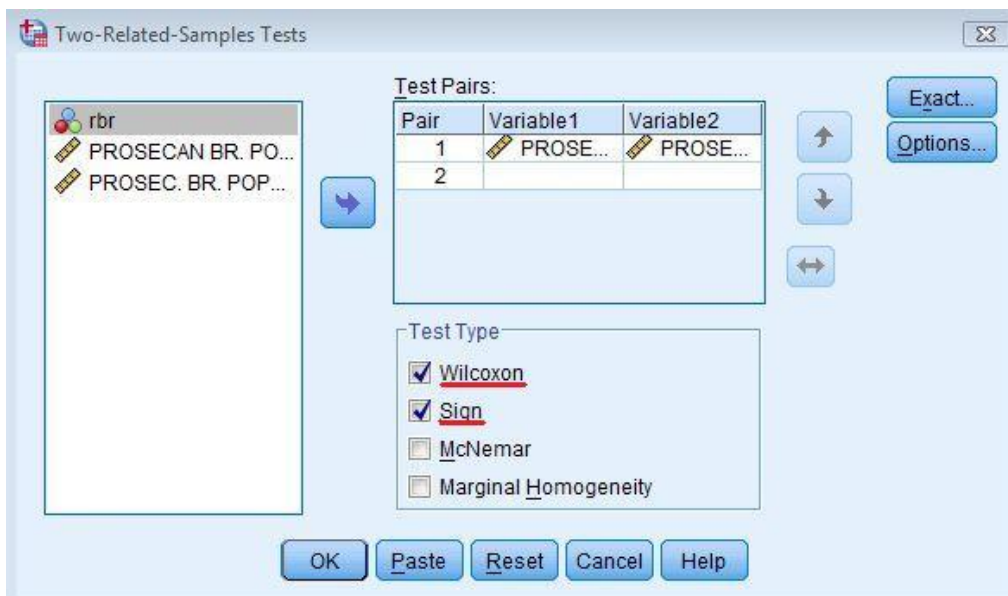 Two-Related-Samples Tests
Test Pairs:
rbr
PROSECAN BR. PO...
PROSEC. BR. POP...
Pair Variable1 Variable2
1 PROSE... PROSE...
2
Exact...
Options...
Test Type
Wilcoxon
Sign
McNemar
Marginal Homogeneity
OK Paste Reset Cancel Help